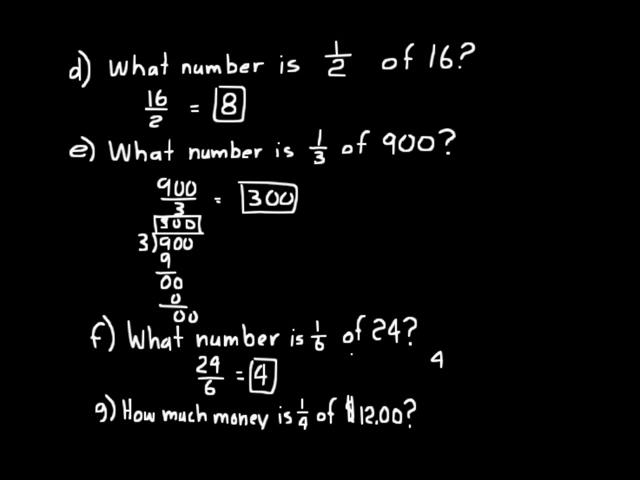 d) What number is 1/2 of 16?
16/2 = 8
e) What number is 1/3 of 900?
900/3 = 300
300
3)900
9
00
0
00
f) What number is 1/6 of 24?
24/6 = 4
4
g) How much money is 1/4 of $12.00?